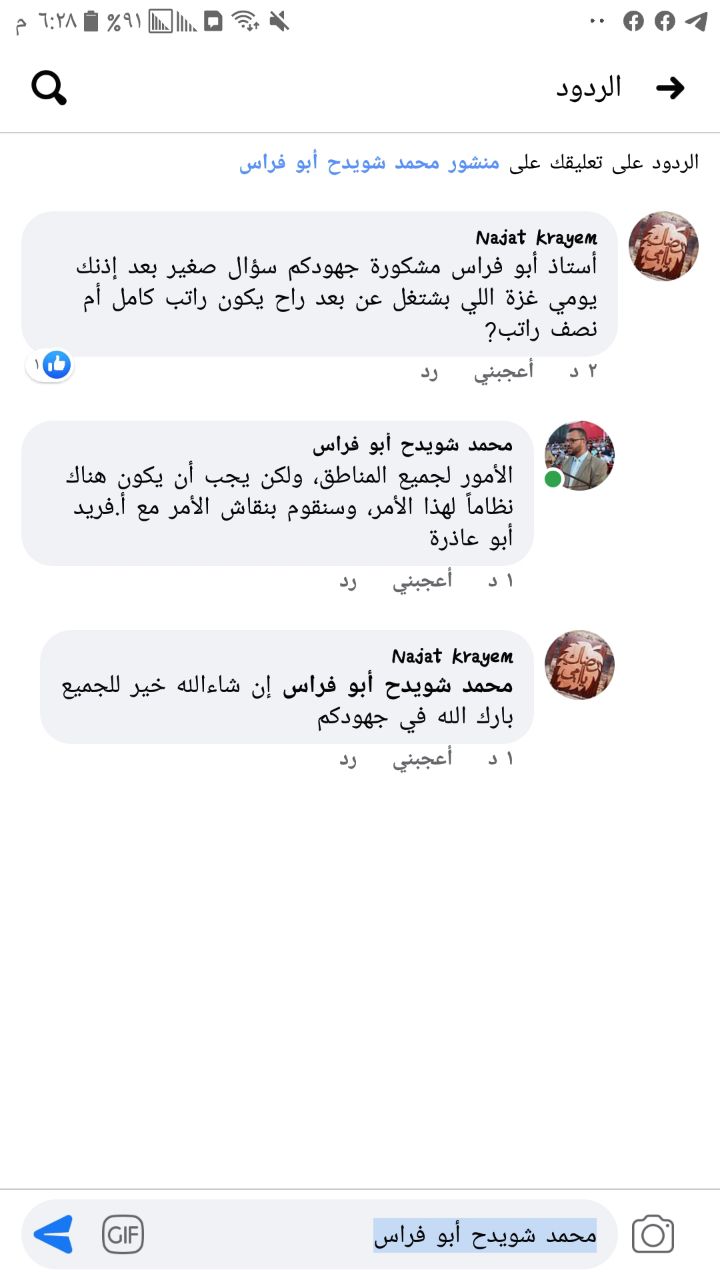 ٦:٢٨ م
%٩١
الردود
الردود على تعليقك على منشور محمد شويدح أبو فراس
Najat krayem
أستاذ أبو فراس مشكورة جهودكم سؤال صغير بعد إذنك
يومي غزة اللي بشتغل عن بعد راح يكون راتب كامل أم
نصف راتب?
١
٢ د أعجبني رد
محمد شويدح أبو فراس
الأمور لجميع المناطق، ولكن يجب أن يكون هناك
نظاماً لهذا الأمر، وسنقوم بنقاش الأمر مع أ.فريد
أبو عاذرة
١ د أعجبني رد
Najat krayem
محمد شويدح أبو فراس إن شاءالله خير للجميع
بارك الله في جهودكم
١ د أعجبني رد
محمد شويدح أبو فراس
GIF